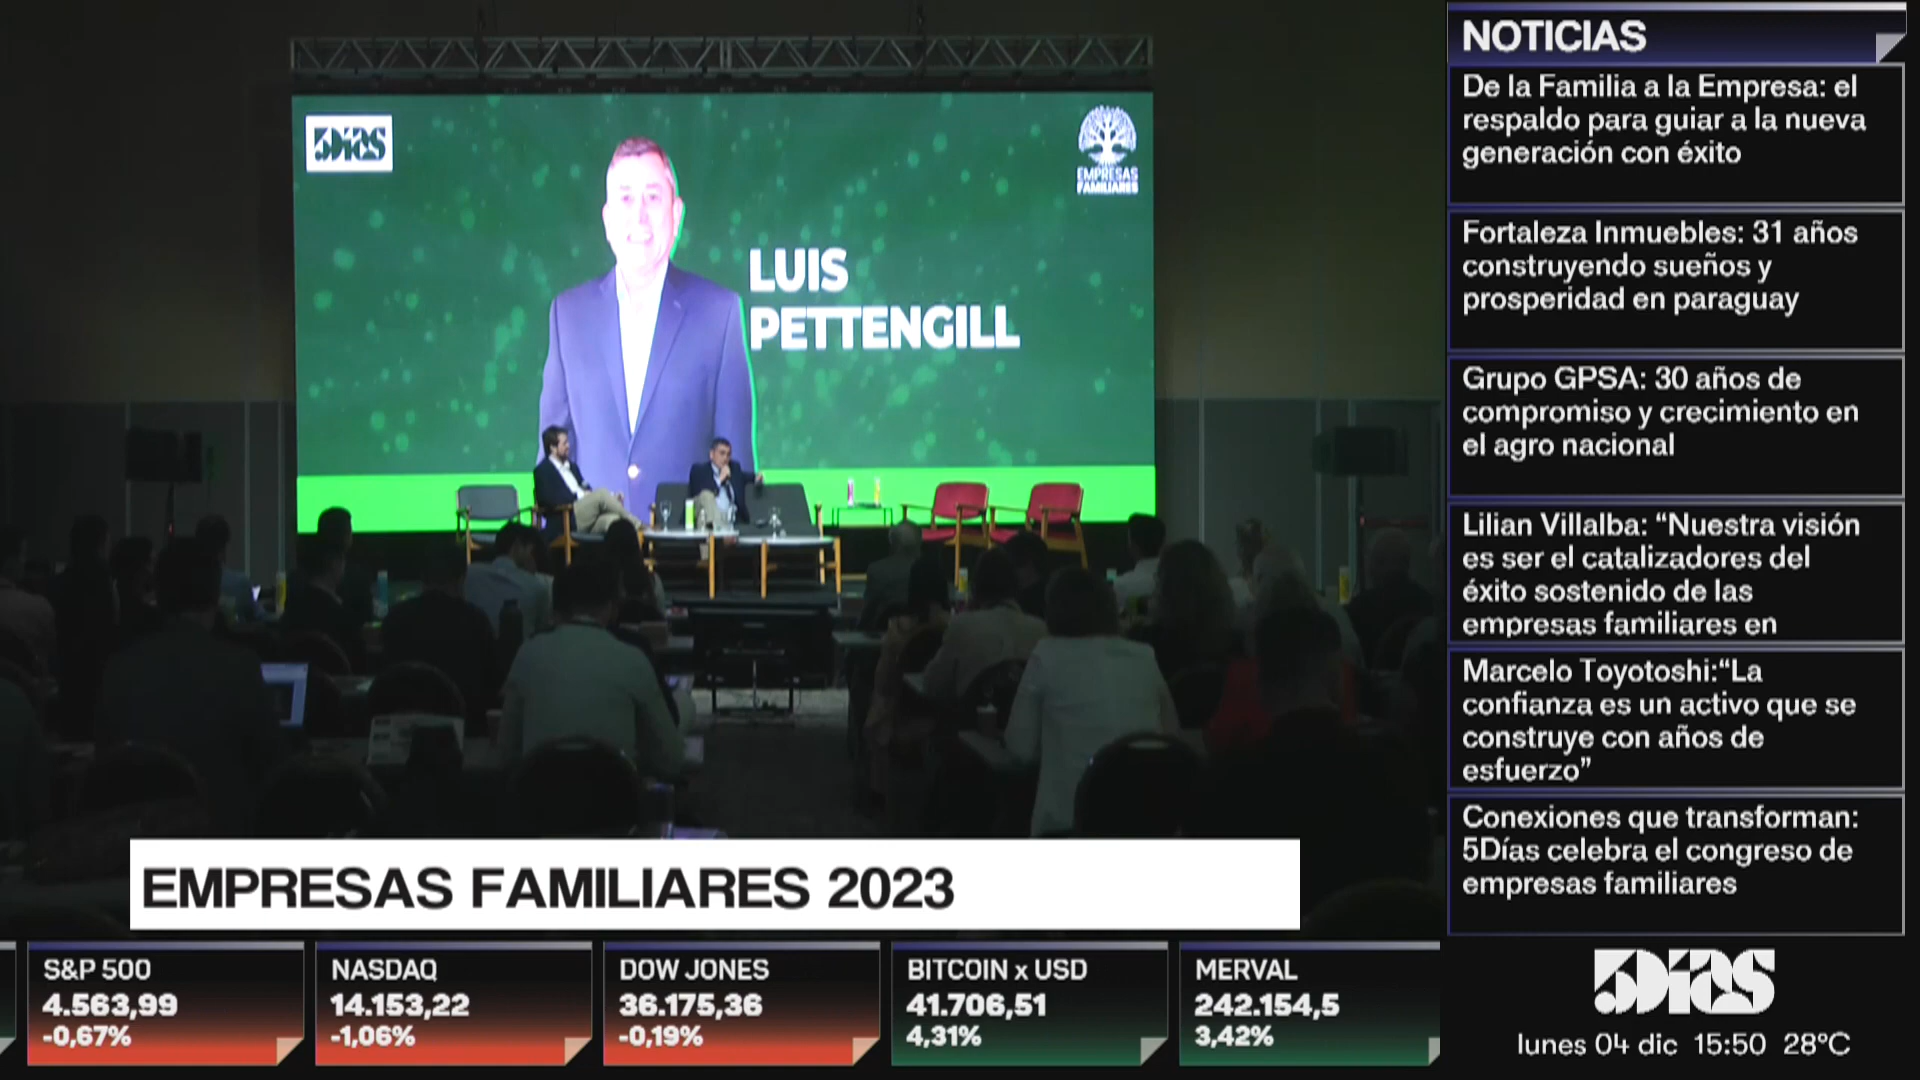 5DÍAS
EMPRESAS
FAMILIARES
LUIS
PETTENGILL
EMPRESAS FAMILIARES 2023
NOTICIAS
De la Familia a la Empresa: el
respaldo para guiar a la nueva
generación con éxito
Fortaleza Inmuebles: 31 años
construyendo sueños y
prosperidad en paraguay
Grupo GPSA: 30 años de
compromiso y crecimiento en
el agro nacional
Lilian Villalba: “Nuestra visión
es ser el catalizadores del
éxito sostenido de las
empresas familiares en
Marcelo Toyotoshi:“La
confianza es un activo que se
construye con años de
esfuerzo”
Conexiones que transforman:
5Días celebra el congreso de
empresas familiares
S&P 500
4.563,99
-0,67%
NASDAQ
14.153,22
-1,06%
DOW JONES
36.175,36
-0,19%
BITCOIN x USD
41.706,51
4,31%
MERVAL
242.154,5
3,42%
5DÍAS
lunes 04 dic 15:50 28°C